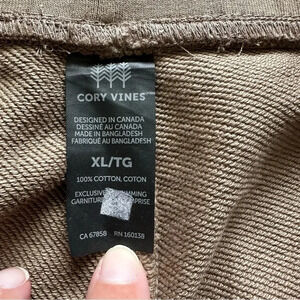 CORY VINES
DESIGNED IN CANADA
DESSINÉ AU CANADA
MADE IN BANGLADESH
FABRIQUÉ AU BANGLADESH
XL/TG
100% COTTON, COTON
EXCLUSIVE
GARNITURE
CA 67858 RN 160138